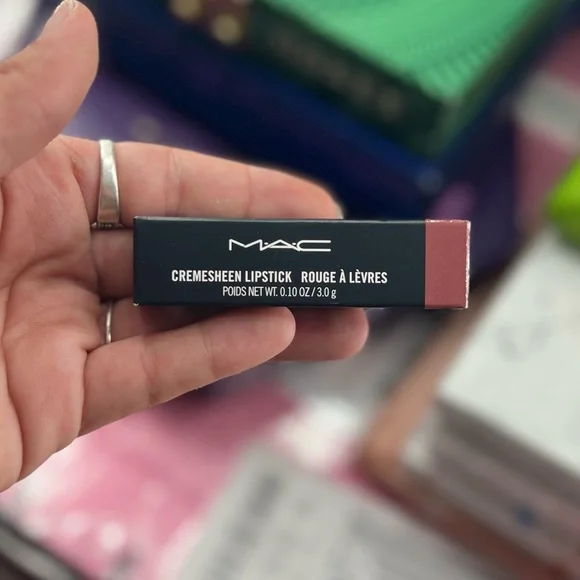 M·A·C
CREMESHEEN LIPSTICK ROUGE À LÈVRES
POIDS NET WT. 0.10 OZ / 3.0 g